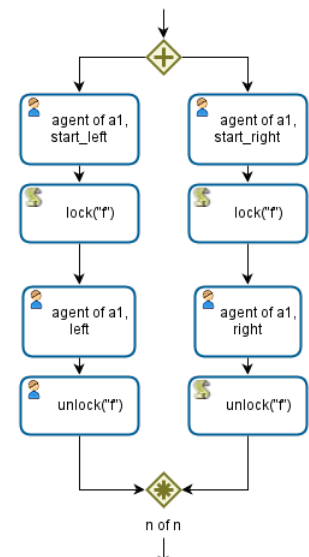 agent of a1,
start_left
agent of a1,
start_right
lock("f")
lock("f")
agent of a1,
left
agent of a1,
right
unlock("f")
unlock("f")
n of n